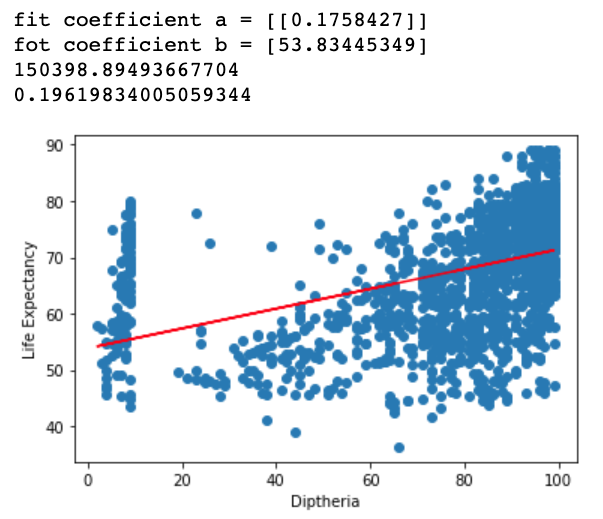 fit coefficient a = [[0.1758427]]
fot coefficient b = [53.83445349]
150398.89493667704
0.19619834005059344
90
80
70
60
50
40
Life Expectancy
0 20 40 60 80 100
Diptheria